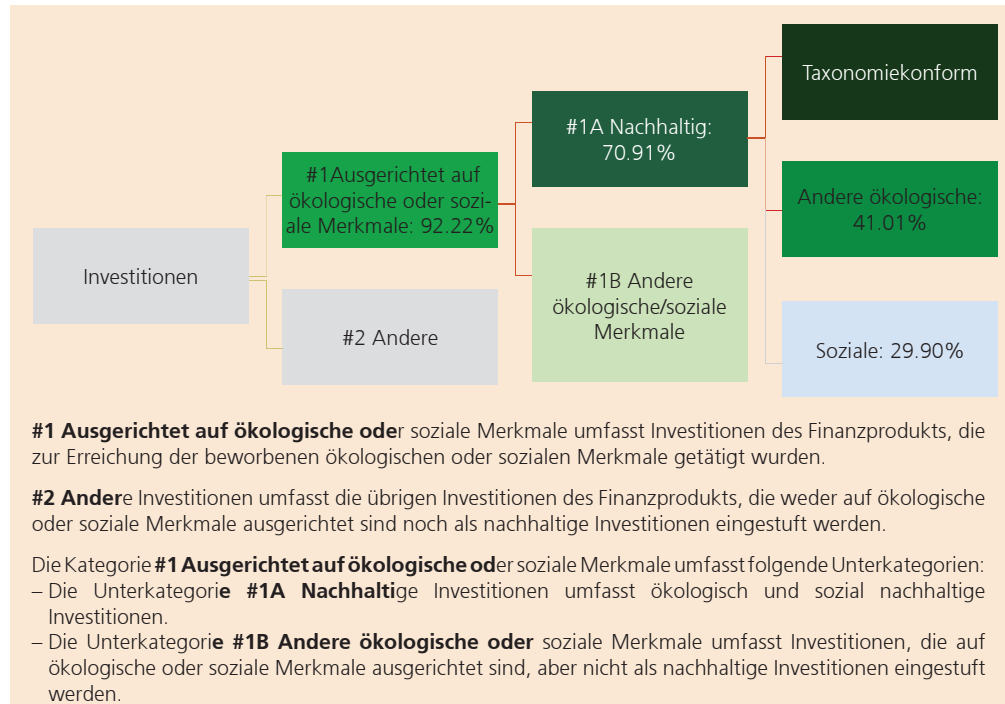 Investitionen
#1Ausgerichtet auf
ökologische oder sozi-
ale Merkmale: 92.22%
#2 Andere
#1A Nachhaltig:
70.91%
#1B Andere
ökologische/soziale
Merkmale
Taxonomiekonform
Andere ökologische:
41.01%
Soziale: 29.90%
#1 Ausgerichtet auf ökologische oder soziale Merkmale umfasst Investitionen des Finanzprodukts, die
zur Erreichung der beworbenen ökologischen oder sozialen Merkmale getätigt wurden.
#2 Andere Investitionen umfasst die übrigen Investitionen des Finanzprodukts, die weder auf ökologische
oder soziale Merkmale ausgerichtet sind noch als nachhaltige Investitionen eingestuft werden.
Die Kategorie #1 Ausgerichtet auf ökologische oder soziale Merkmale umfasst folgende Unterkategorien:
– Die Unterkategorie #1A Nachhaltige Investitionen umfasst ökologisch und sozial nachhaltige
Investitionen.
– Die Unterkategorie #1B Andere ökologische oder soziale Merkmale umfasst Investitionen, die auf
ökologische oder soziale Merkmale ausgerichtet sind, aber nicht als nachhaltige Investitionen eingestuft
werden.